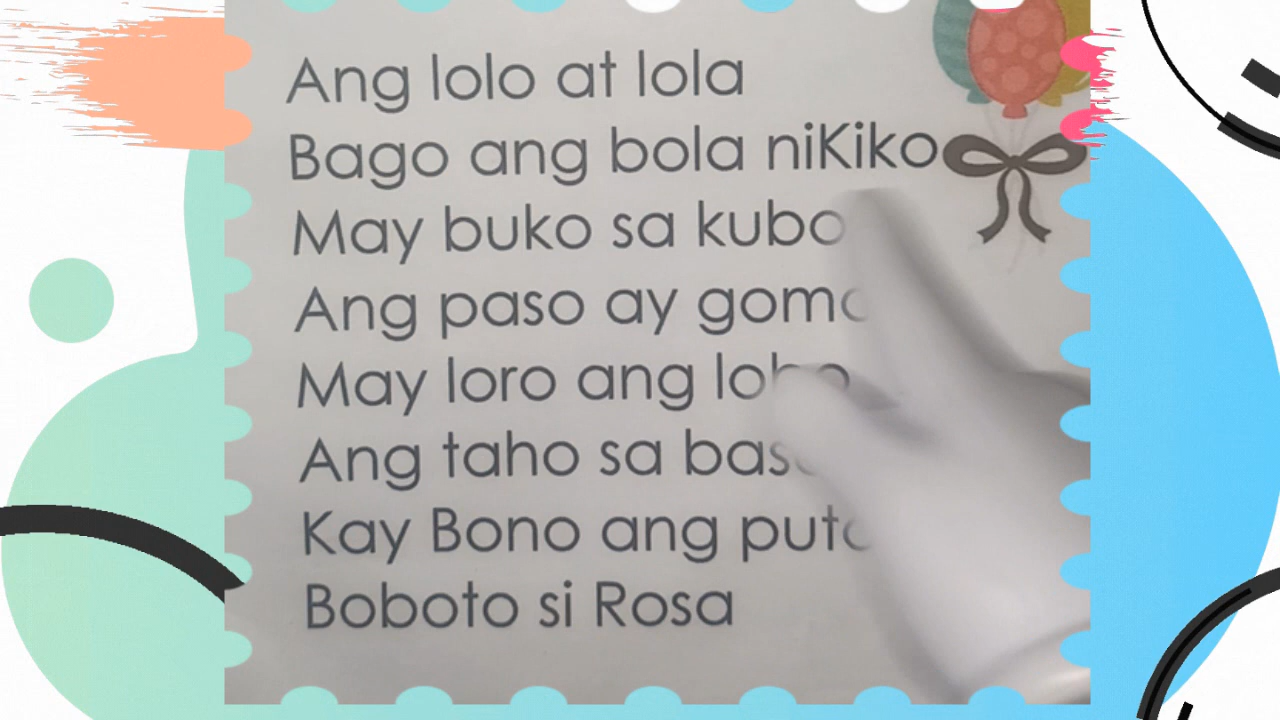 Ang lolo at lola
Bago ang bola niKiko
May buko sa kubo
Ang paso ay
May loro ang
Ang taho sa
Kay Bono ang
Boboto si Rosa